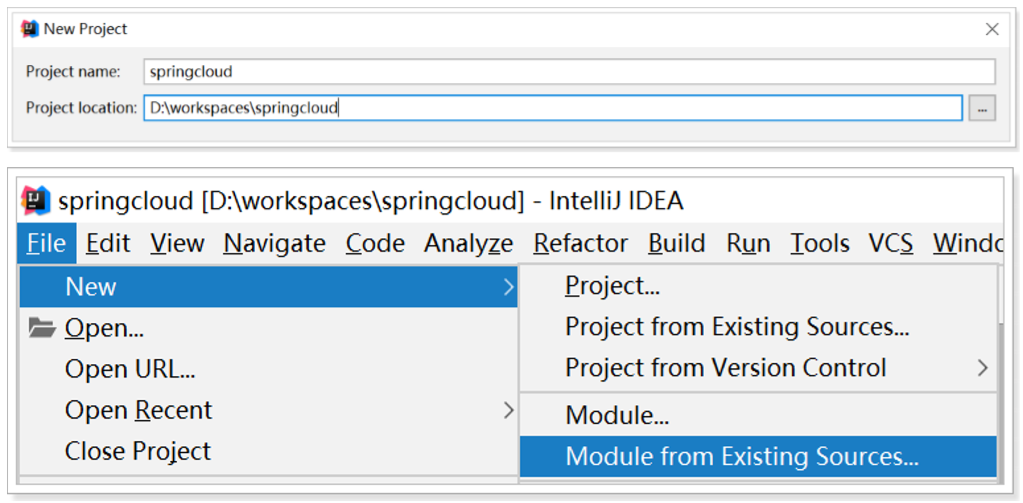 New Project
Project name: springcloud
Project location: D:\workspaces\springcloud ...
springcloud [D:\workspaces\springcloud] - IntelliJ IDEA
File Edit View Navigate Code Analyze Refactor Build Run Tools VCS Windo
New Project...
Open... Project from Existing Sources...
Open URL... Project from Version Control
Open Recent Module...
Close Project Module from Existing Sources...